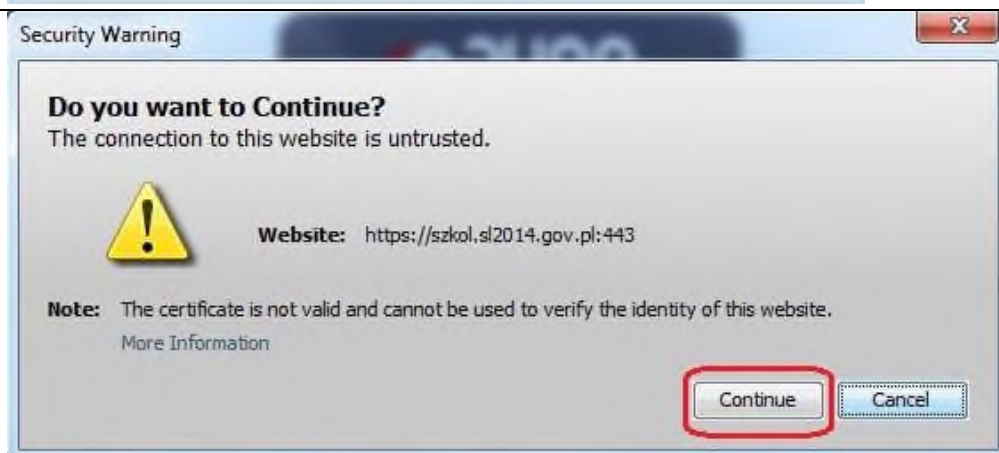 Security Warning
Do you want to Continue?
The connection to this website is untrusted.
Website: https://szkol.sl2014.gov.pl:443
Note: The certificate is not valid and cannot be used to verify the identity of this website.
More Information
Continue Cancel